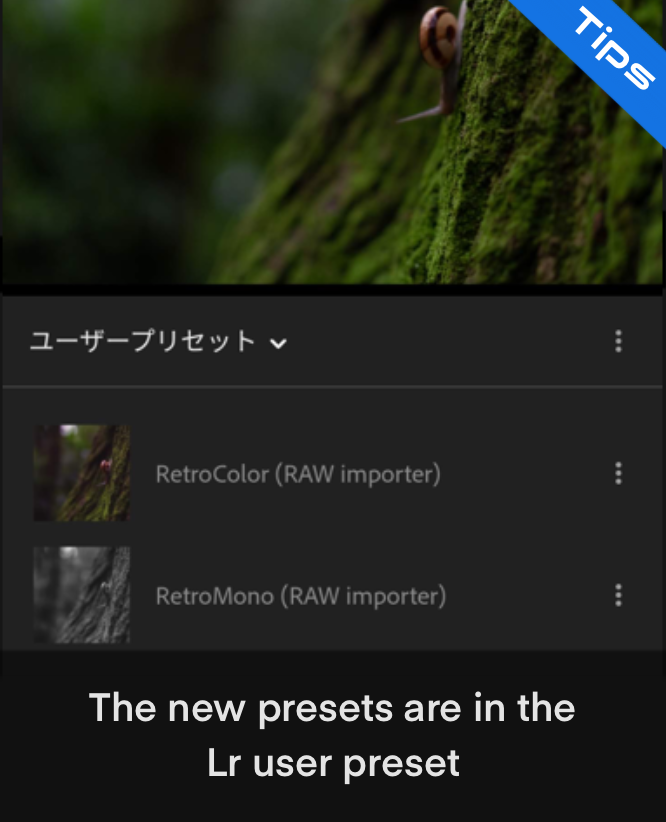 Tips
ユーザープリセット
RetroColor (RAW importer)
RetroMono (RAW importer)
The new presets are in the
Lr user preset